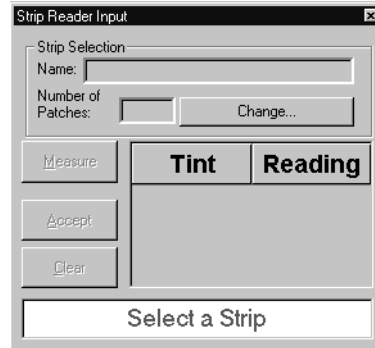 Strip Reader Input
Strip Selection
Name:
Number of
Patches:
Change...
Measure
Tint Reading
Accept
Clear
Select a Strip